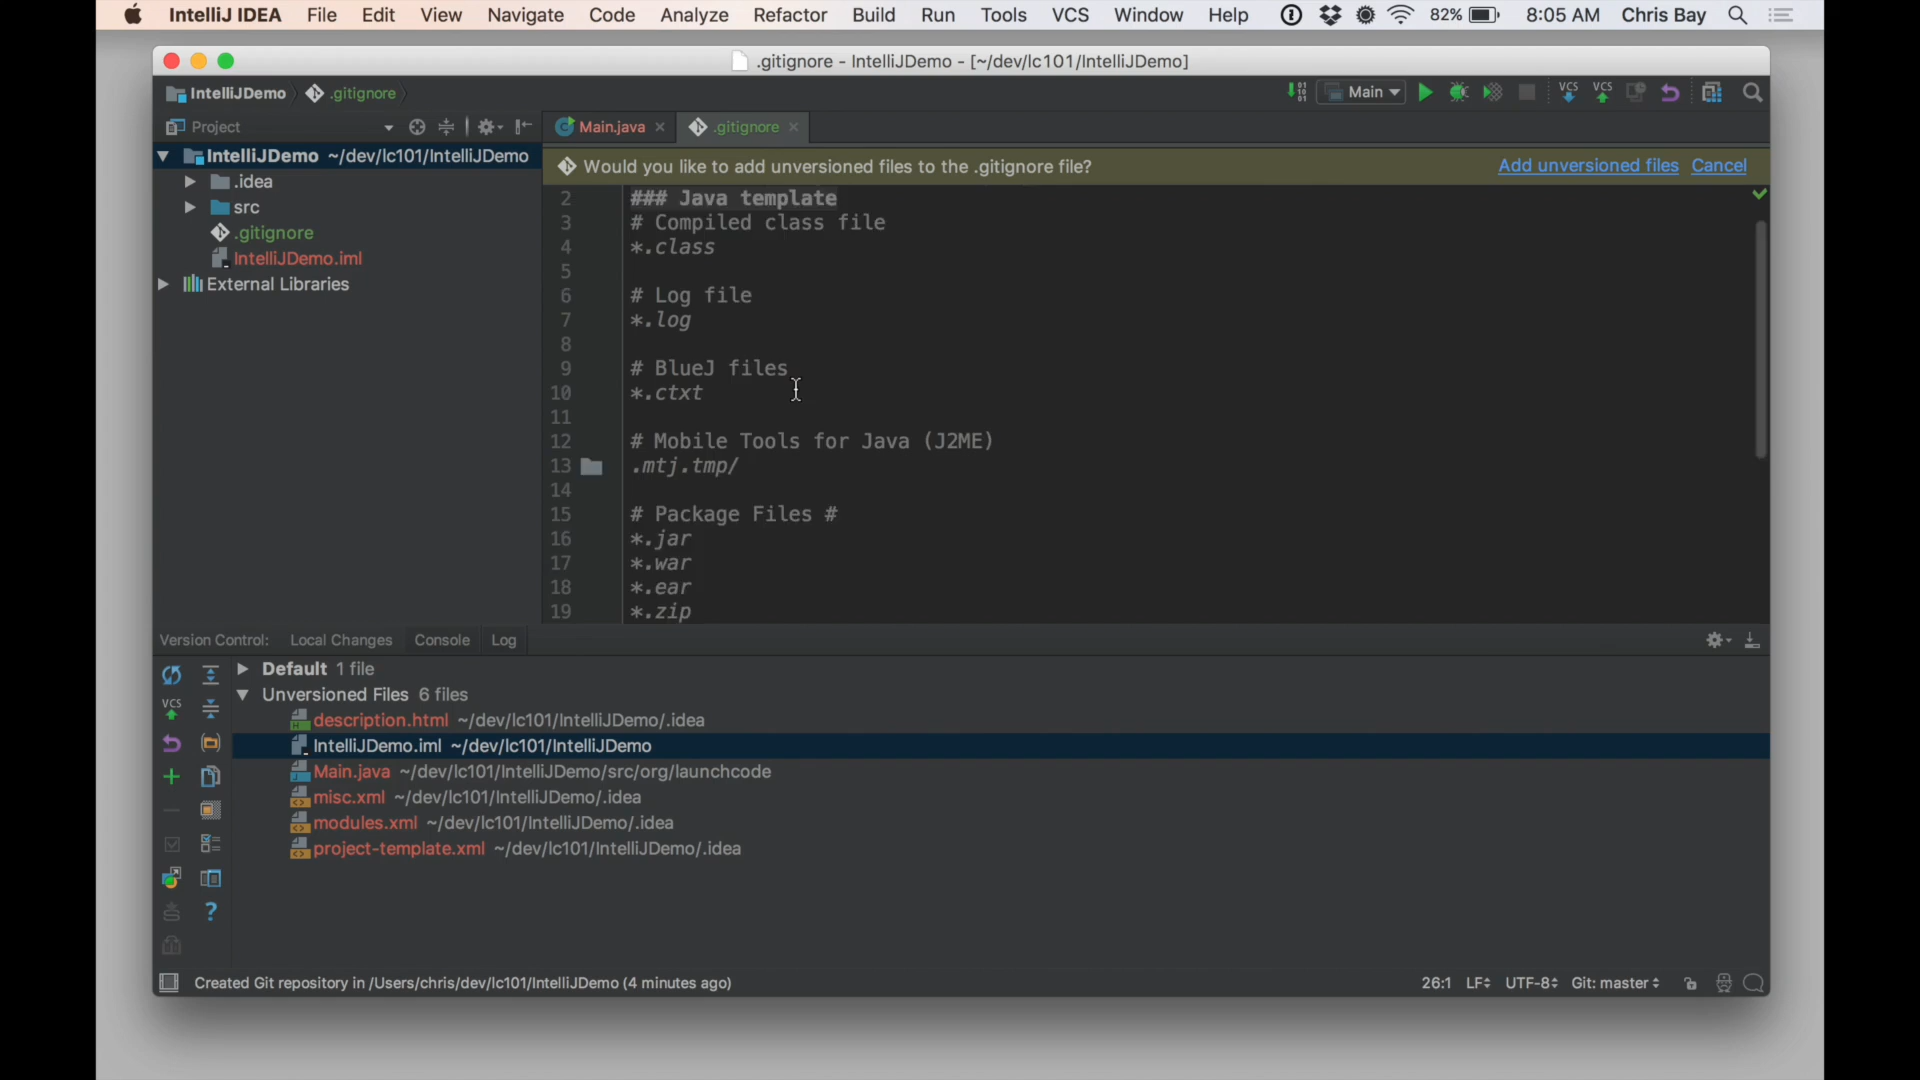 IntelliJ IDEA File Edit View Navigate Code Analyze Refactor Build Run Tools VCS Window Help 82% 8:05 AM Chris Bay
.gitignore - IntelliJDemo - [~/dev/lc101/IntelliJDemo]
IntelliJDemo .gitignore Main VCS VCS
Project Main.java .gitignore
IntelliJDemo ~/dev/lc101/IntelliJDemo
.idea
src
.gitignore
IntelliJDemo.iml
External Libraries
Would you like to add unversioned files to the .gitignore file? Add unversioned files Cancel
2 ### Java template
3 # Compiled class file
4 *.class
5
6 # Log file
7 *.log
8
9 # BlueJ files
10 *.ctxt
11
12 # Mobile Tools for Java (J2ME)
13 .mtj.tmp/
14
15 # Package Files #
16 *.jar
17 *.war
18 *.ear
19 *.zip
Version Control: Local Changes Console Log
Default 1 file
Unversioned Files 6 files
VCS
description.html ~/dev/lc101/IntelliJDemo/.idea
IntelliJDemo.iml ~/dev/lc101/IntelliJDemo
Main.java ~/dev/lc101/IntelliJDemo/src/org/launchcode
misc.xml ~/dev/lc101/IntelliJDemo/.idea
modules.xml ~/dev/lc101/IntelliJDemo/.idea
project-template.xml ~/dev/lc101/IntelliJDemo/.idea
?
Created Git repository in /Users/chris/dev/lc101/IntelliJDemo (4 minutes ago) 26:1 LF UTF-8 Git: master